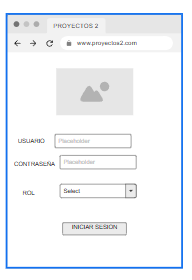 PROYECTOS 2
www.proyectos2.com
USUARIO Placeholder
CONTRASEÑA Placeholder
ROL Select
INICIAR SESION